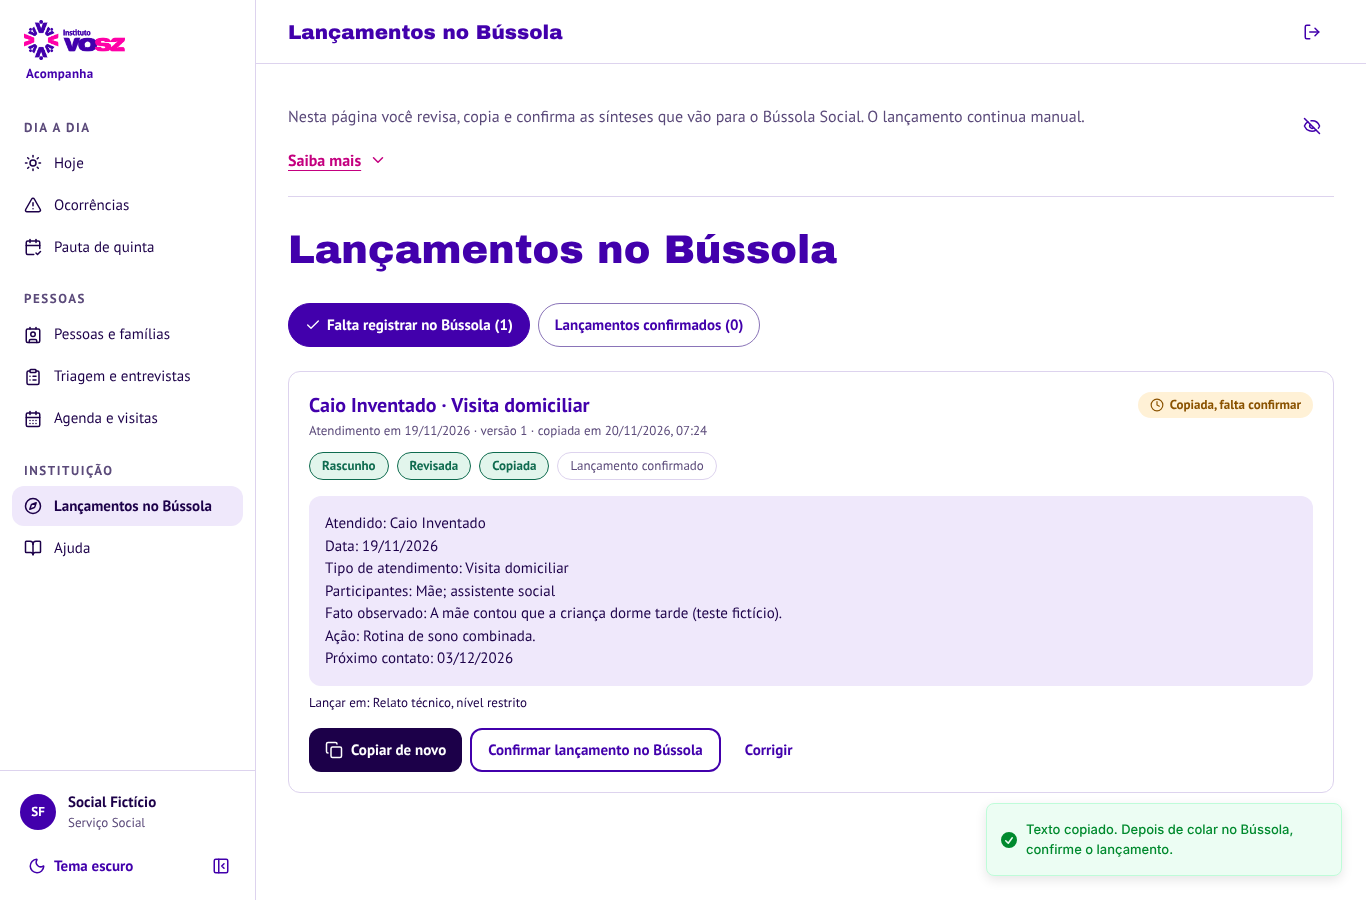 Instituto
VOSZ
Acompanha
DIA A DIA
Hoje
Ocorrências
Pauta de quinta
PESSOAS
Pessoas e famílias
Triagem e entrevistas
Agenda e visitas
INSTITUIÇÃO
Lançamentos no Bússola
Ajuda
SF
Social Fictício
Serviço Social
Tema escuro
Lançamentos no Bússola
Nesta página você revisa, copia e confirma as sínteses que vão para o Bússola Social. O lançamento continua manual.
Saiba mais
Lançamentos no Bússola
Falta registrar no Bússola (1)
Lançamentos confirmados (0)
Caio Inventado · Visita domiciliar
Copiada, falta confirmar
Atendimento em 19/11/2026 · versão 1 · copiada em 20/11/2026, 07:24
Rascunho
Revisada
Copiada
Lançamento confirmado
Atendido: Caio Inventado
Data: 19/11/2026
Tipo de atendimento: Visita domiciliar
Participantes: Mãe; assistente social
Fato observado: A mãe contou que a criança dorme tarde (teste fictício).
Ação: Rotina de sono combinada.
Próximo contato: 03/12/2026
Lançar em: Relato técnico, nível restrito
Copiar de novo
Confirmar lançamento no Bússola
Corrigir
Texto copiado. Depois de colar no Bússola,
confirme o lançamento.